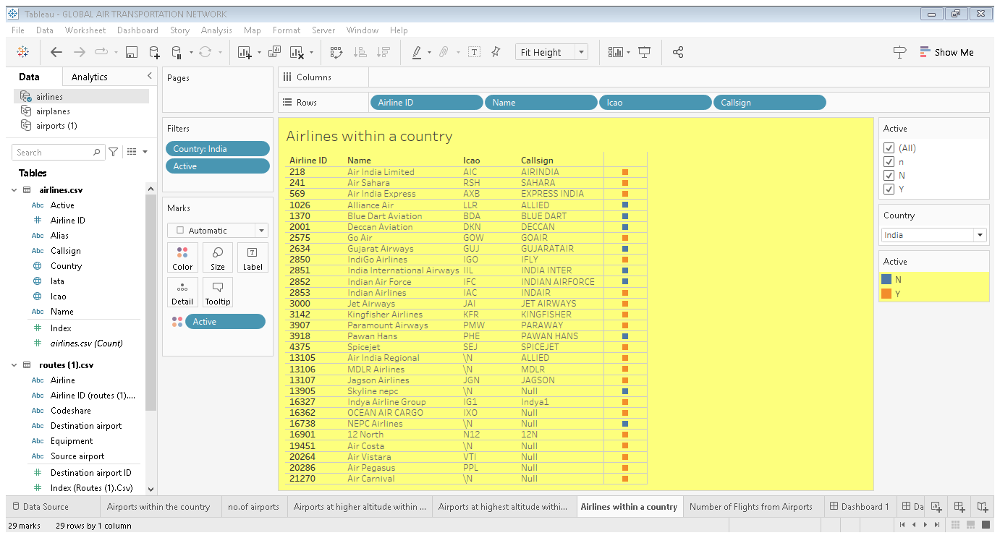 Tableau - GLOBAL AIR TRANSPORTATION NETWORK
File Data Worksheet Dashboard Story Analysis Map Format Server Window Help
Fit Height
Show Me
Data Analytics
airlines
airplanes
airports (1)
Search
Tables
airlines.csv
Abc Active
Airline ID
Abc Alias
Abc Callsign
Country
Iata
Icao
Abc Name
Index
airlines.csv (Count)
routes (1).csv
Abc Airline
Abc Airline ID (routes (1)....
Abc Codeshare
Abc Destination airport
Abc Equipment
Abc Source airport
Destination airport ID
Index (Routes (1).Csv)
Pages
Filters
Country: India
Active
Marks
Automatic
Color Size Label
Detail Tooltip
Active
Columns
Rows Airline ID Name Icao Callsign
Airlines within a country
Airline ID Name Icao Callsign
218 Air India Limited AIC AIRINDIA
241 Air Sahara RSH SAHARA
569 Air India Express AXB EXPRESS INDIA
1026 Alliance Air LLR ALLIED
1370 Blue Dart Aviation BDA BLUE DART
2001 Deccan Aviation DKN DECCAN
2575 Go Air GOW GOAIR
2634 Gujarat Airways GUJ GUJARATAIR
2850 IndiGo Airlines IGO IFLY
2851 India International Airways IIL INDIA INTER
2852 Indian Air Force IFC INDIAN AIRFORCE
2853 Indian Airlines IAC INDAIR
3000 Jet Airways JAI JET AIRWAYS
3142 Kingfisher Airlines KFR KINGFISHER
3907 Paramount Airways PMW PARAWAY
3918 Pawan Hans PHE PAWAN HANS
4375 Spicejet SEJ SPICEJET
13105 Air India Regional \N ALLIED
13106 MDLR Airlines \N MDLR
13107 Jagson Airlines JGN JAGSON
13905 Skyline nepc \N Null
16327 Indya Airline Group IG1 Indya1
16362 OCEAN AIR CARGO IXO Null
16738 NEPC Airlines \N Null
16901 12 North N12 12N
19451 Air Costa \N Null
20264 Air Vistara VTI Null
20286 Air Pegasus PPL Null
21270 Air Carnival \N Null
Active
(All)
n
N
Y
Country
India
Active
N
Y
Data Source Airports within the country no.of airports Airports at higher altitude within ... Airports at highest altitude withi... Airlines within a country Number of Flights from Airports Dashboard 1 Da
29 marks 29 rows by 1 column